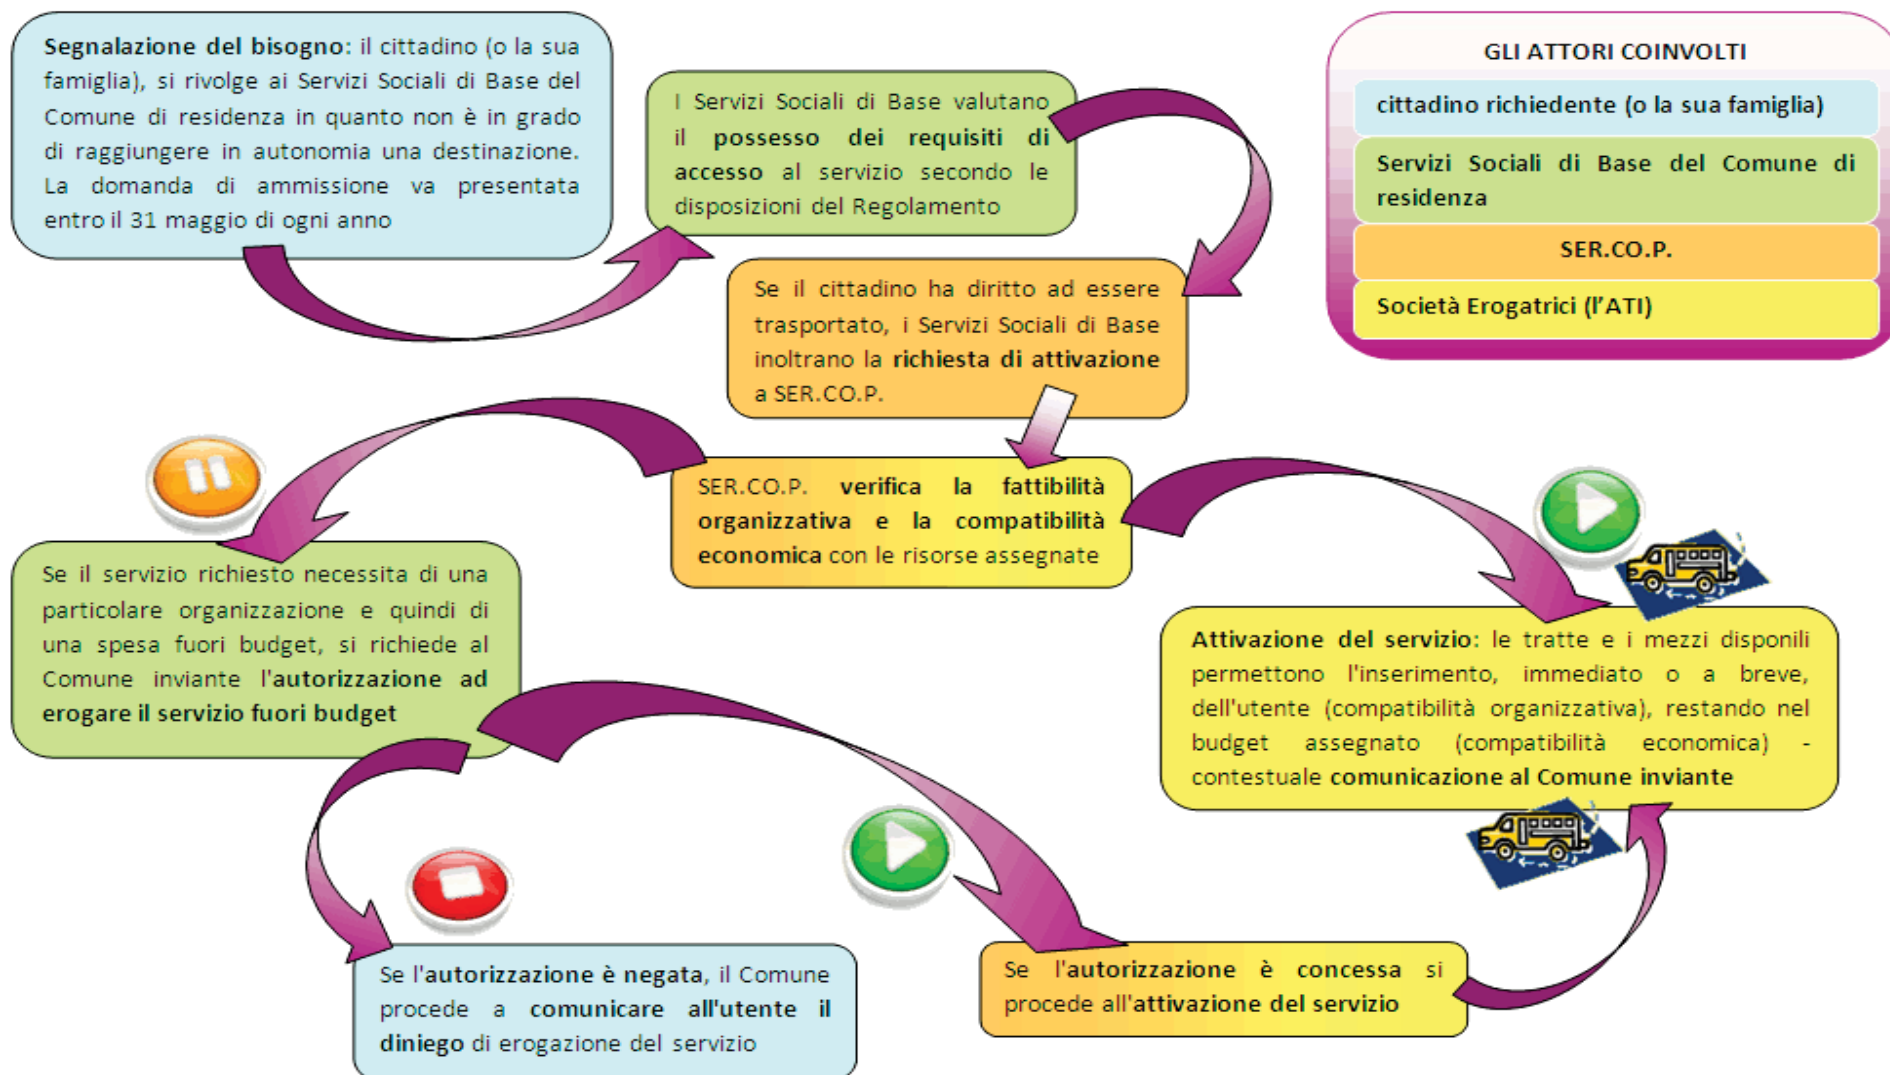 Segnalazione del bisogno: il cittadino (o la sua
famiglia), si rivolge ai Servizi Sociali di Base del
Comune di residenza in quanto non è in grado
di raggiungere in autonomia una destinazione.
La domanda di ammissione va presentata
entro il 31 maggio di ogni anno
I Servizi Sociali di Base valutano
il possesso dei requisiti di
accesso al servizio secondo le
disposizioni del Regolamento
GLI ATTORI COINVOLTI
cittadino richiedente (o la sua famiglia)
Servizi Sociali di Base del Comune di
residenza
SER.CO.P.
Società Erogatrici (l'ATI)
Se il cittadino ha diritto ad essere
trasportato, i Servizi Sociali di Base
inoltrano la richiesta di attivazione
a SER.CO.P.
SER.CO.P. verifica la fattibilità
organizzativa e la compatibilità
economica con le risorse assegnate
Se il servizio richiesto necessita di una
particolare organizzazione e quindi di
una spesa fuori budget, si richiede al
Comune inviante l'autorizzazione ad
erogare il servizio fuori budget
Attivazione del servizio: le tratte e i mezzi disponili
permettono l'inserimento, immediato o a breve,
dell'utente (compatibilità organizzativa), restando nel
budget assegnato (compatibilità economica) -
contestuale comunicazione al Comune inviante
Se l'autorizzazione è negata, il Comune
procede a comunicare all'utente il
diniego di erogazione del servizio
Se l'autorizzazione è concessa si
procede all'attivazione del servizio